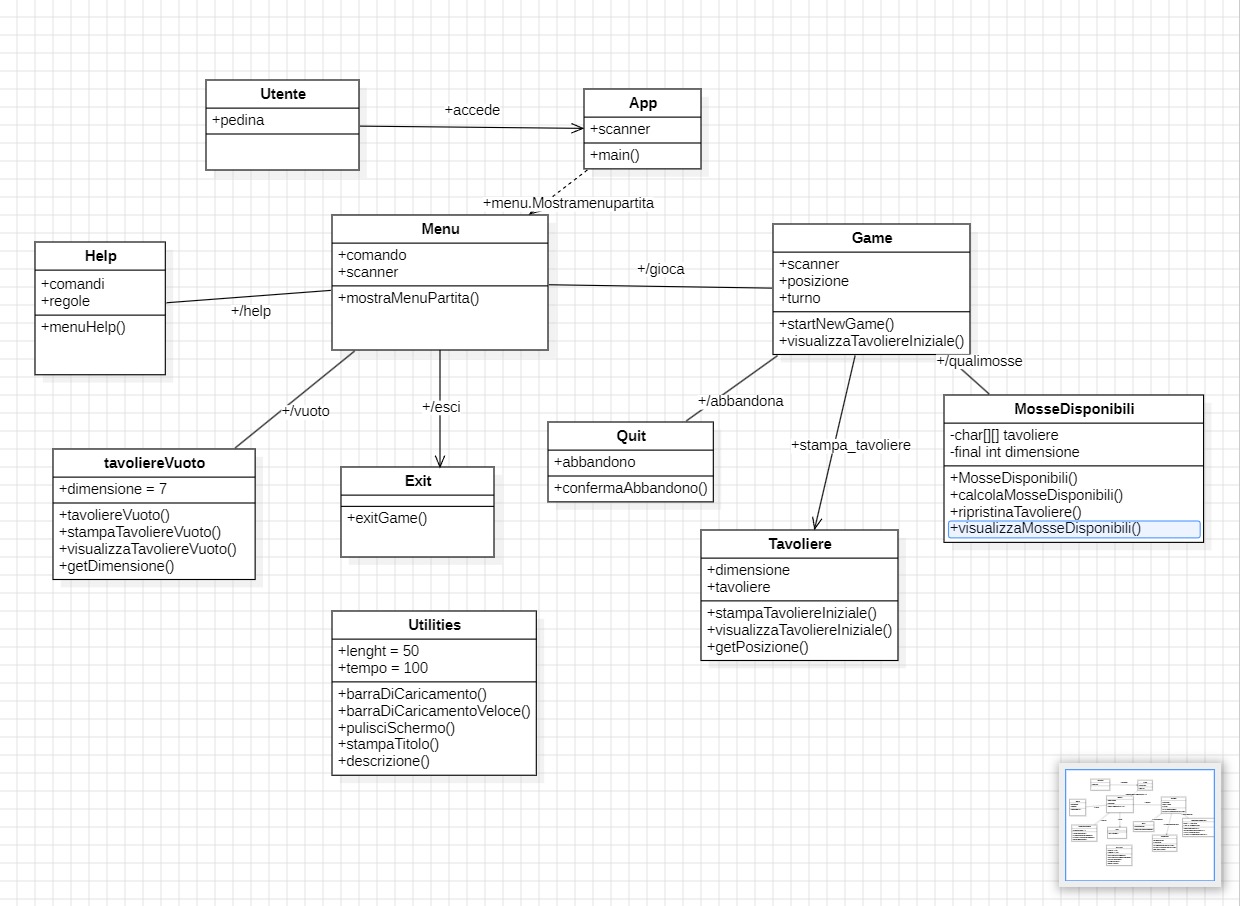 Utente
+pedina
+accede
App
+scanner
+main()
+menu.Mostramenupartita
Menu
+comando
+scanner
+mostraMenuPartita()
Help
+comandi
+regole
+menuHelp()
+/help
+/gioca
Game
+scanner
+posizione
+turno
+startNewGame()
+visualizzaTavoliereIniziale()
+/vuoto
+/esci
+/abbandona
+stampa_tavoliere
+/qualimosse
tavoliereVuoto
+dimensione = 7
+tavoliereVuoto()
+stampaTavoliereVuoto()
+visualizzaTavoliereVuoto()
+getDimensione()
Exit
+exitGame()
Quit
+abbandono
+confermaAbbandono()
MosseDisponibili
-char[][] tavoliere
-final int dimensione
+MosseDisponibili()
+calcolaMosseDisponibili()
+ripristinaTavoliere()
+visualizzaMosseDisponibili()
Tavoliere
+dimensione
+tavoliere
+stampaTavoliereIniziale()
+visualizzaTavoliereIniziale()
+getPosizione()
Utilities
+lenght = 50
+tempo = 100
+barraDiCaricamento()
+barraDiCaricamentoVeloce()
+pulisciSchermo()
+stampaTitolo()
+descrizione()